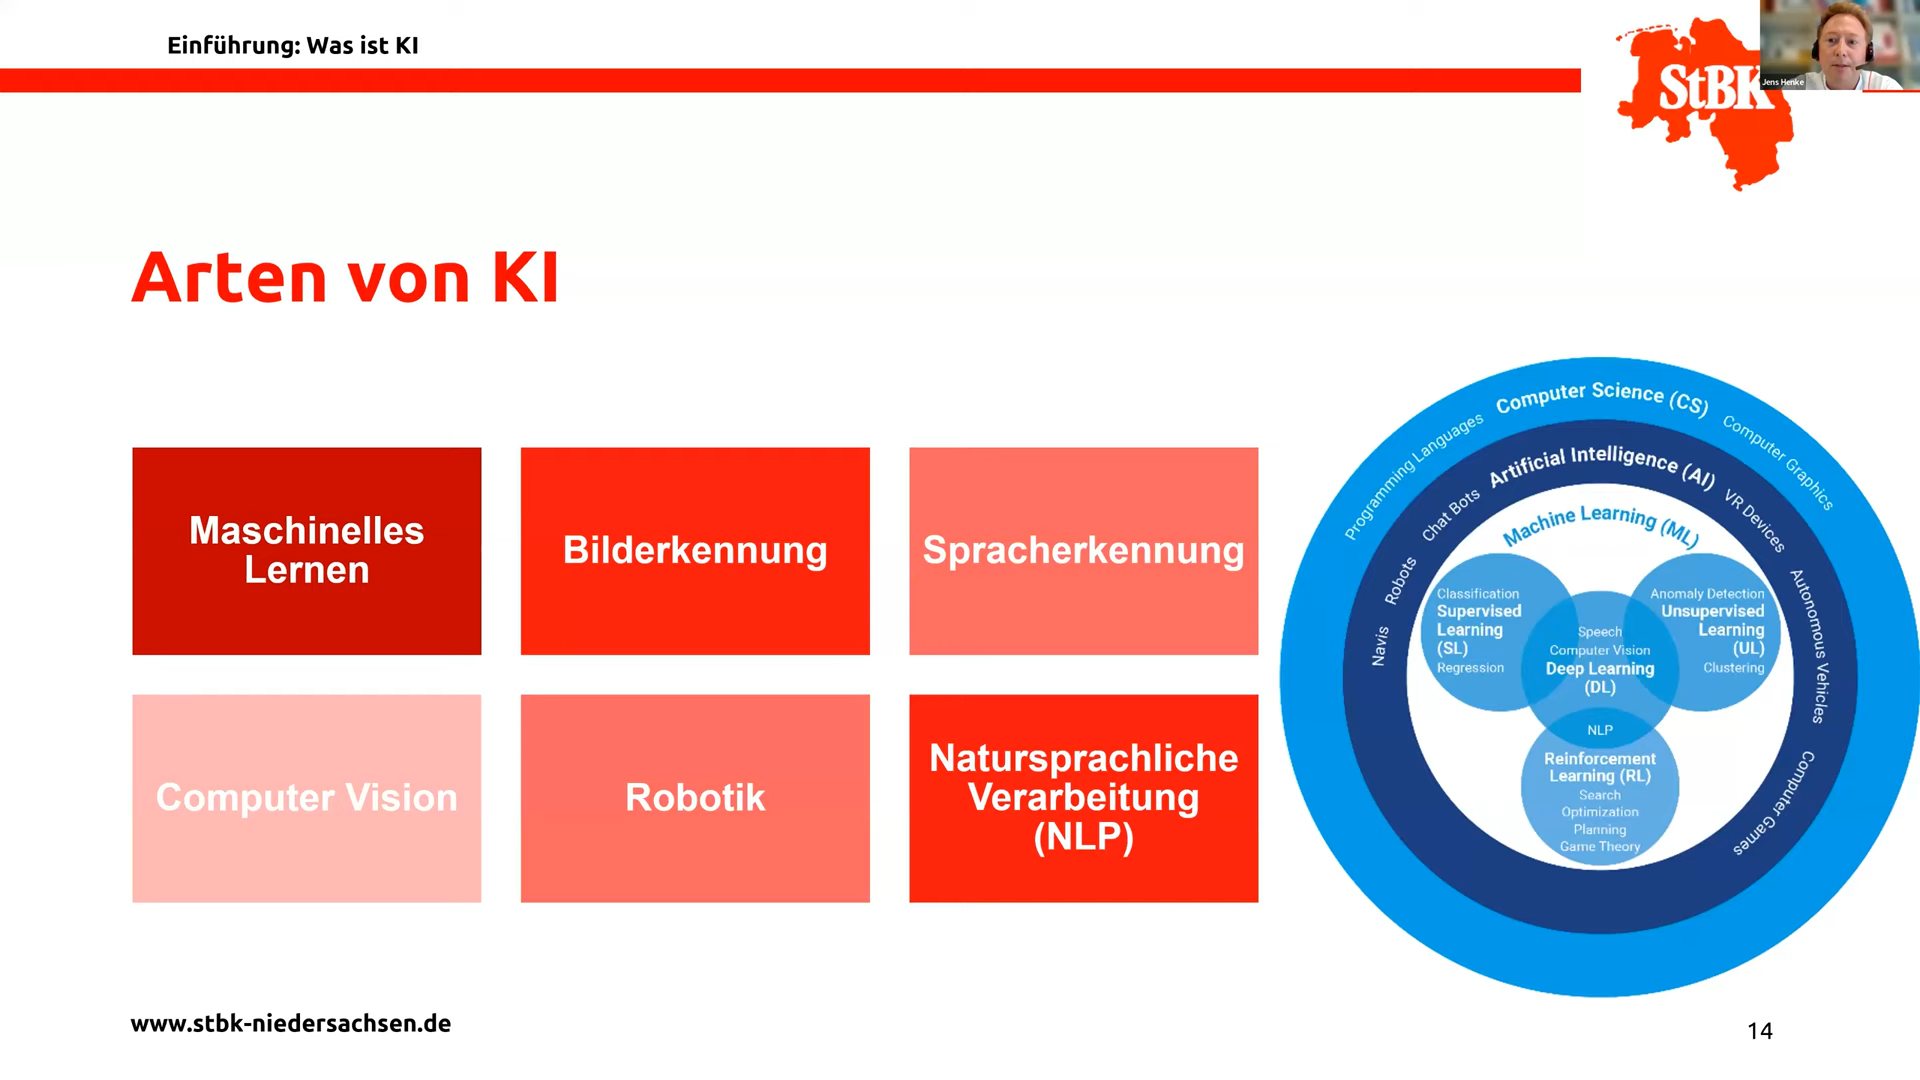 Einführung: Was ist KI
StBK
Jens Henke
Arten von KI
Maschinelles
Lernen
Bilderkennung
Spracherkennung
Computer Vision
Robotik
Natursprachliche
Verarbeitung
(NLP)
Computer Science (CS)
Programming Languages
Computer Graphics
Artificial Intelligence (AI)
Chat Bots
VR Devices
Robots
Autonomous Vehicles
Navis
Computer Games
Machine Learning (ML)
Classification
Supervised
Learning
(SL)
Regression
Anomaly Detection
Unsupervised
Learning
(UL)
Clustering
Speech
Computer Vision
Deep Learning
(DL)
NLP
Reinforcement
Learning (RL)
Search
Optimization
Planning
Game Theory
www.stbk-niedersachsen.de
14